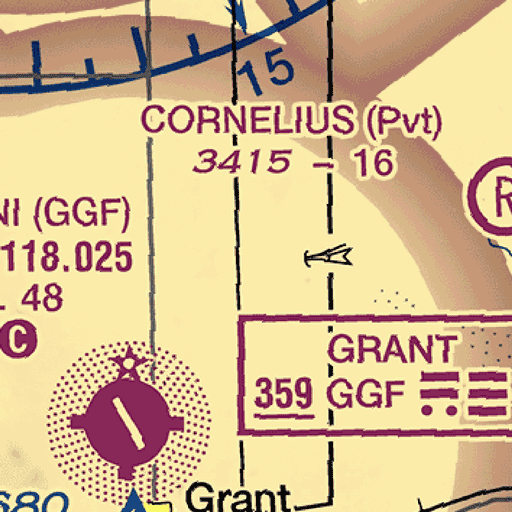 15
CORNELIUS (Pvt)
3415 – 16
R
NI (GGF)
118.025
48
C
GRANT
359 GGF
680
Grant